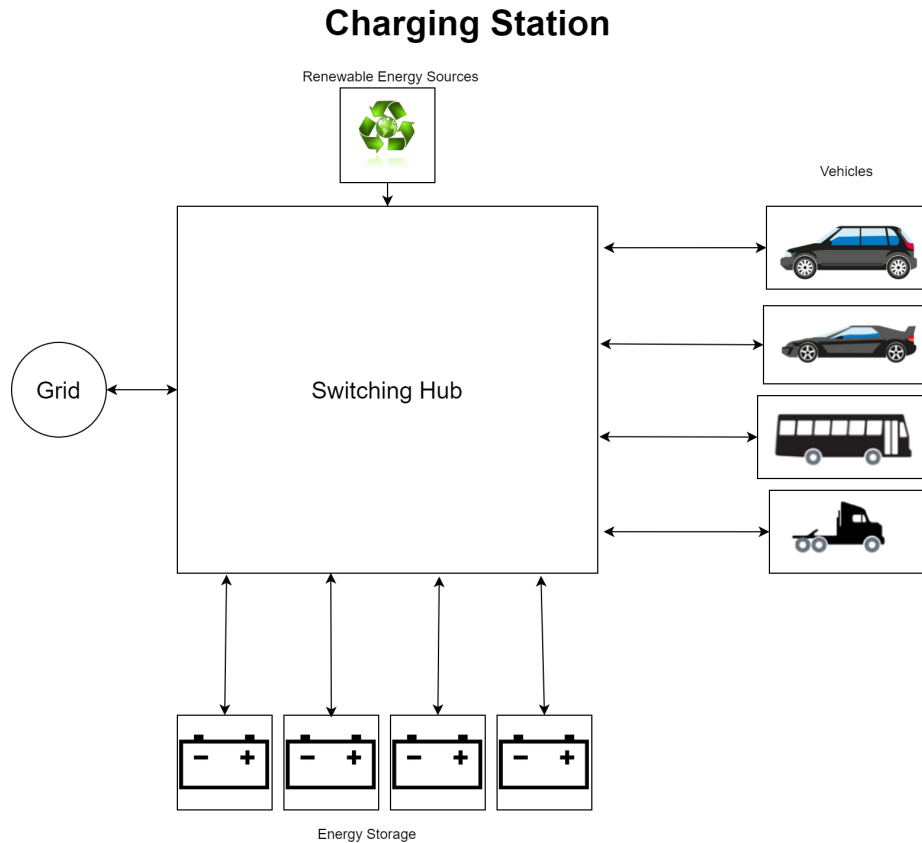 Charging Station
Renewable Energy Sources
Vehicles
Grid
Switching Hub
− +
− +
− +
− +
Energy Storage